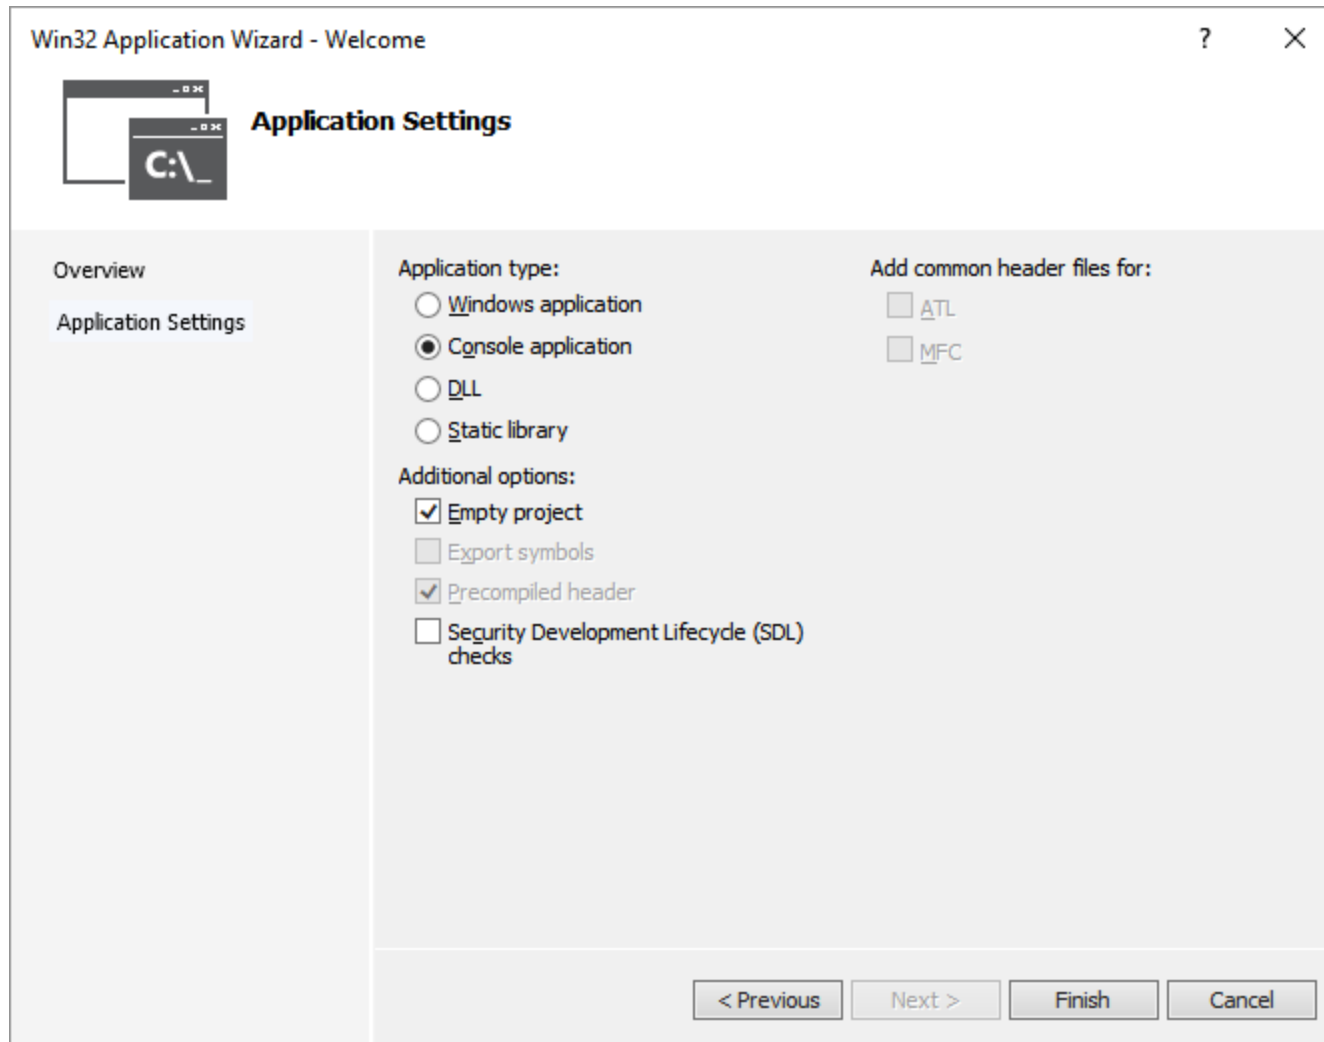 Win32 Application Wizard - Welcome
?
C:\_
Application Settings
Overview
Application Settings
Application type:
Windows application
Console application
DLL
Static library
Additional options:
Empty project
Export symbols
Precompiled header
Security Development Lifecycle (SDL)
checks
Add common header files for:
ATL
MFC
< Previous
Next >
Finish
Cancel